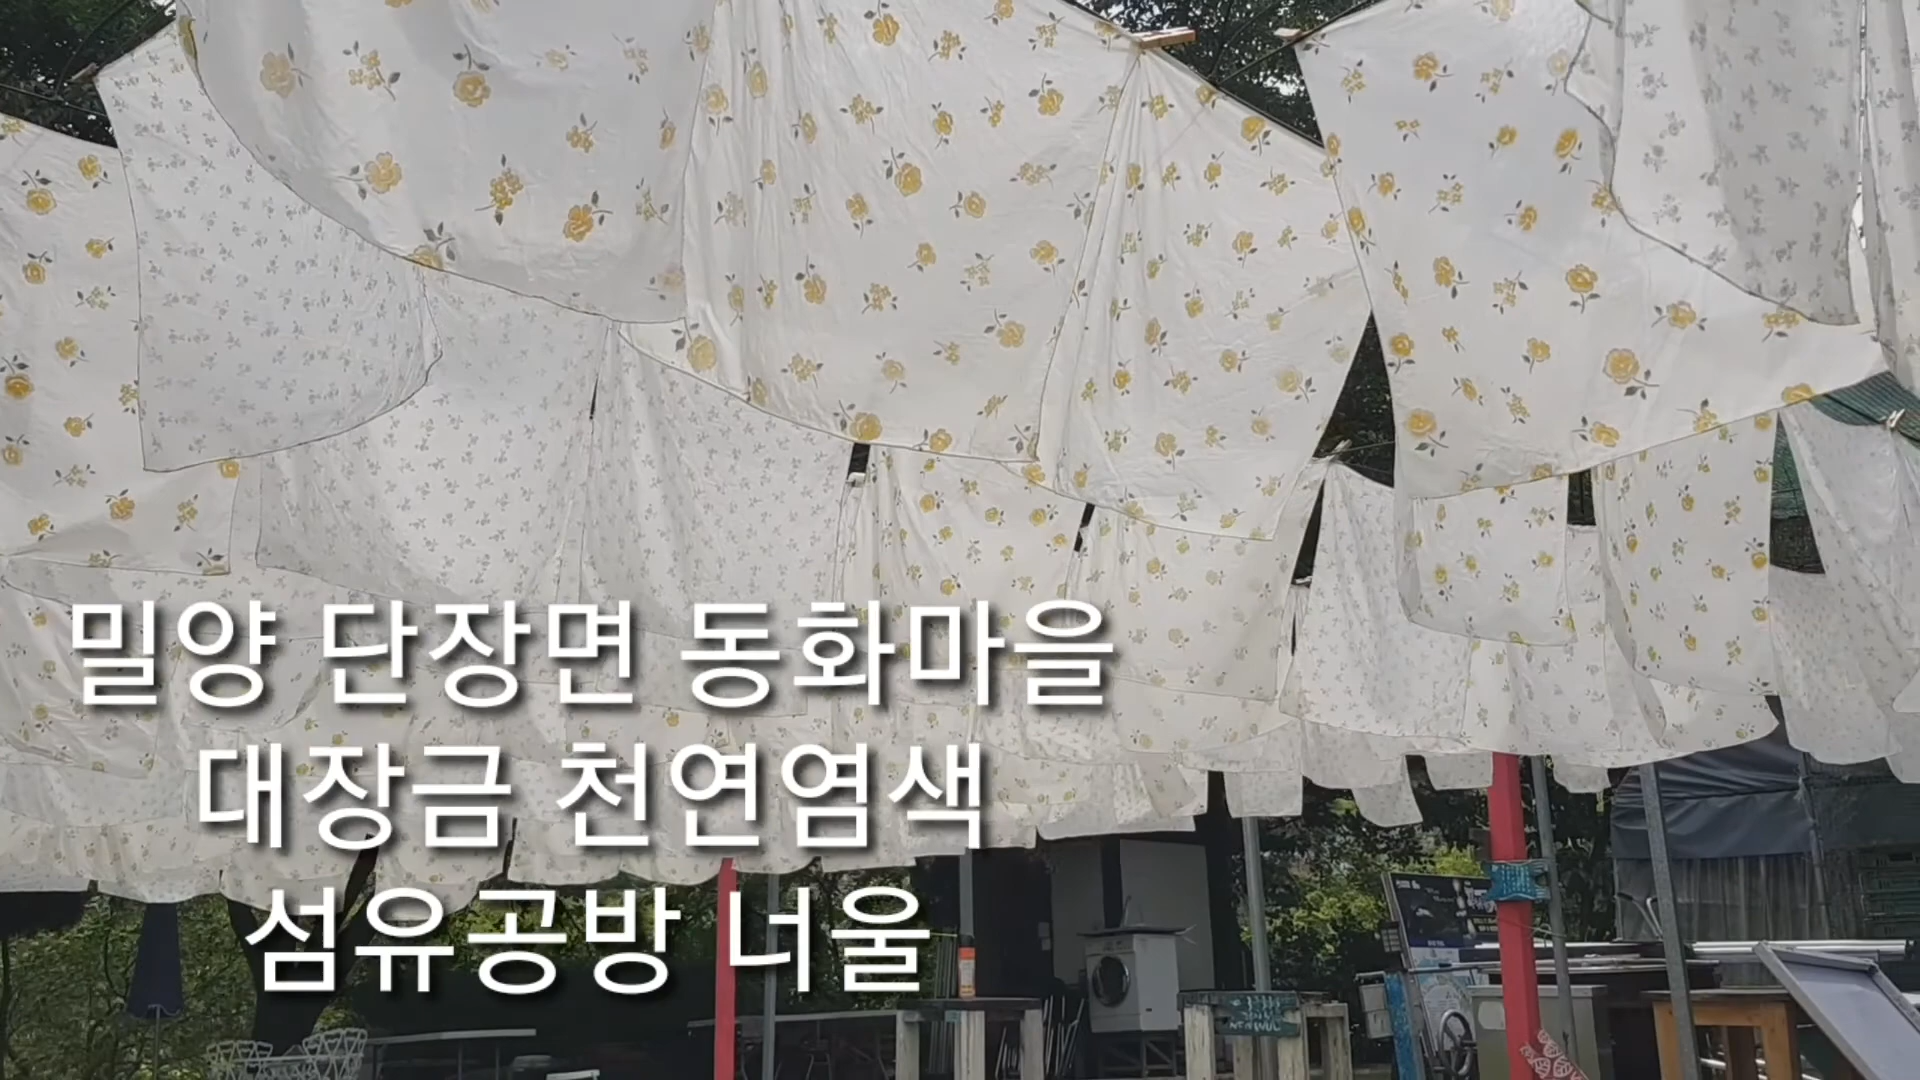 밀양 단장면 동화마을
대장금 천연염색
섬유공방 너울